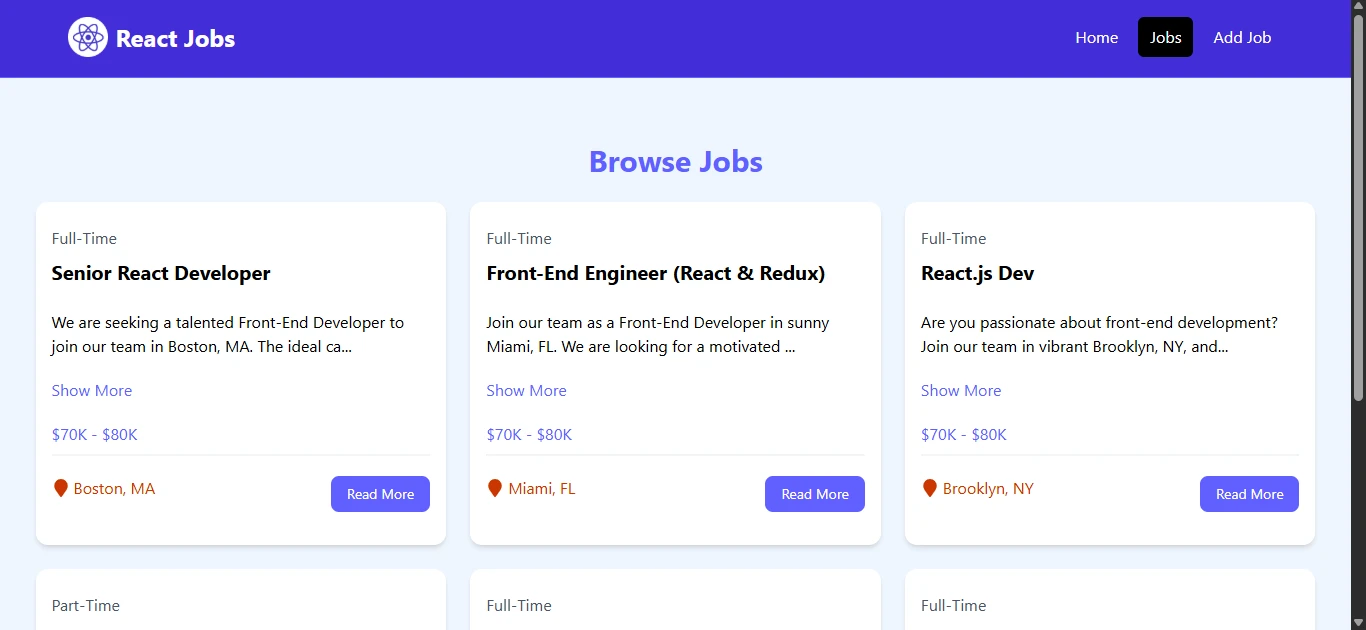 React Jobs
Home
Jobs
Add Job
Browse Jobs
Full-Time
Senior React Developer
We are seeking a talented Front-End Developer to
join our team in Boston, MA. The ideal ca...
Show More
$70K - $80K
Boston, MA
Read More
Full-Time
Front-End Engineer (React & Redux)
Join our team as a Front-End Developer in sunny
Miami, FL. We are looking for a motivated ...
Show More
$70K - $80K
Miami, FL
Read More
Full-Time
React.js Dev
Are you passionate about front-end development?
Join our team in vibrant Brooklyn, NY, and...
Show More
$70K - $80K
Brooklyn, NY
Read More
Part-Time
Full-Time
Full-Time